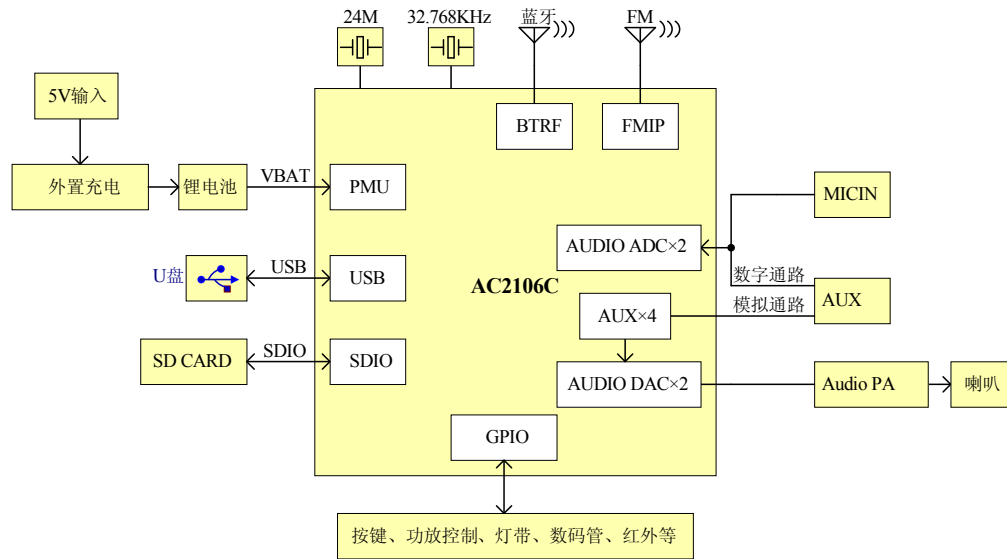 24M
32.768KHz
蓝牙
FM
5V输入
BTRF
FMIP
外置充电
锂电池
VBAT
PMU
MICIN
AUDIO ADC×2
数字通路
U盘
USB
USB
AC2106C
AUX×4
模拟通路
AUX
SD CARD
SDIO
SDIO
AUDIO DAC×2
Audio PA
喇叭
GPIO
按键、功放控制、灯带、数码管、红外等